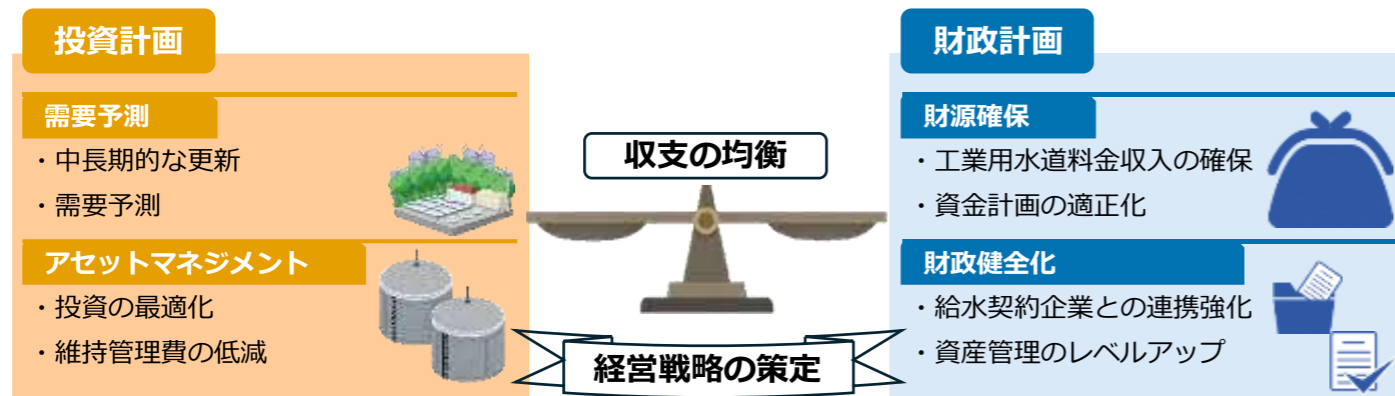 投資計画
需要予測
・中長期的な更新
・需要予測
アセットマネジメント
・投資の最適化
・維持管理費の低減
収支の均衡
経営戦略の策定
財政計画
財源確保
・工業用水道料金収入の確保
・資金計画の適正化
財政健全化
・給水契約企業との連携強化
・資産管理のレベルアップ